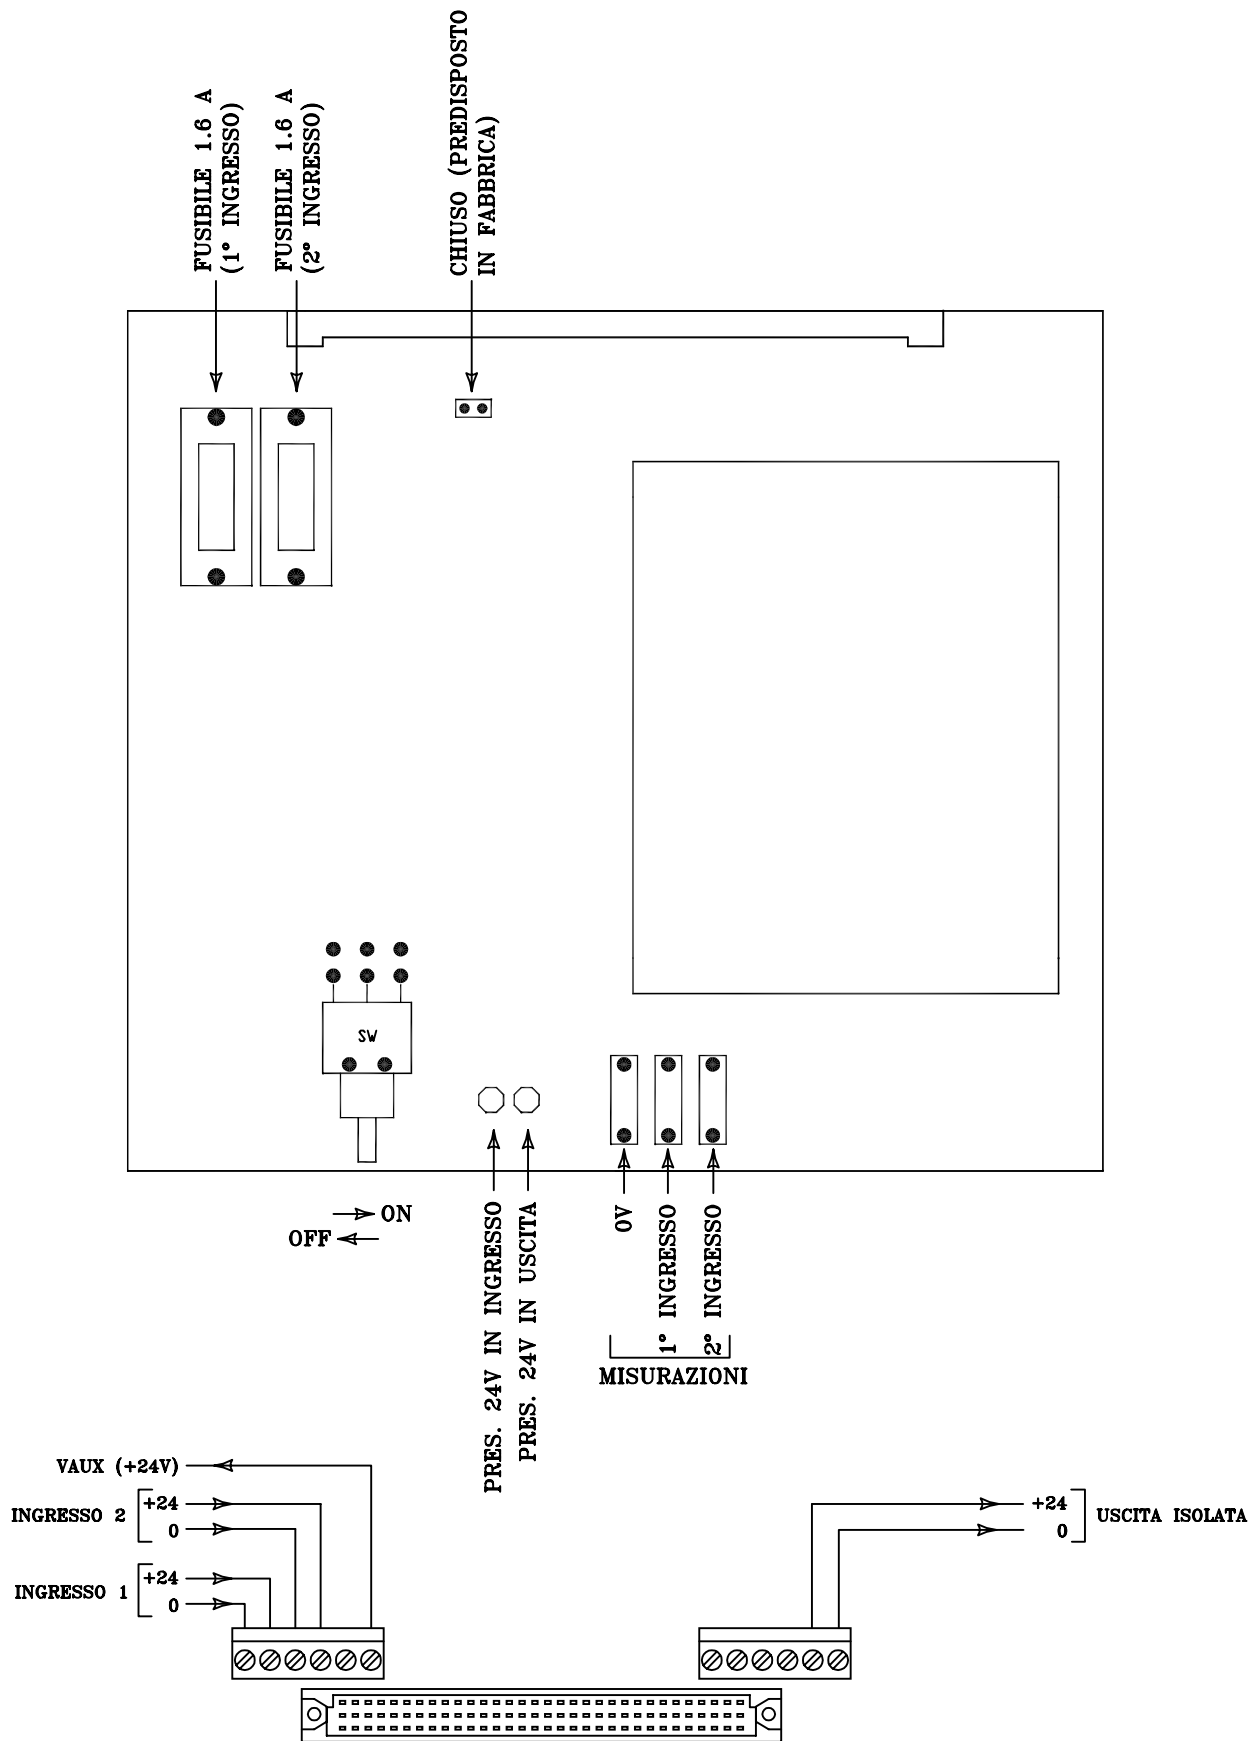 FUSIBILE 1.6 A
(1° INGRESSO)
FUSIBILE 1.6 A
(2° INGRESSO)
CHIUSO (PREDISPOSTO
IN FABBRICA)
SW
ON
OFF
PRES. 24V IN INGRESSO
PRES. 24V IN USCITA
0V
1° INGRESSO
2° INGRESSO
MISURAZIONI
VAUX (+24V)
INGRESSO 2
+24
0
INGRESSO 1
+24
0
+24
0
USCITA ISOLATA